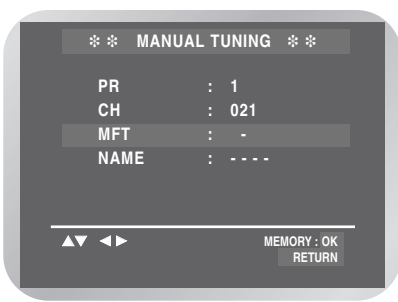 ❄❄ MANUAL TUNING ❄❄
PR : 1
CH : 021
MFT : -
NAME : - - - -
▲▼ ◀▶ MEMORY : OK
RETURN